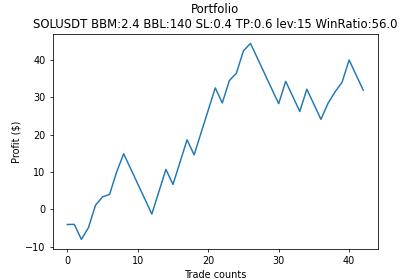 Portfolio
SOLUSDT BBM:2.4 BBL:140 SL:0.4 TP:0.6 lev:15 WinRatio:56.0
40
30
20
10
0
−10
Profit ($)
0
10
20
30
40
Trade counts